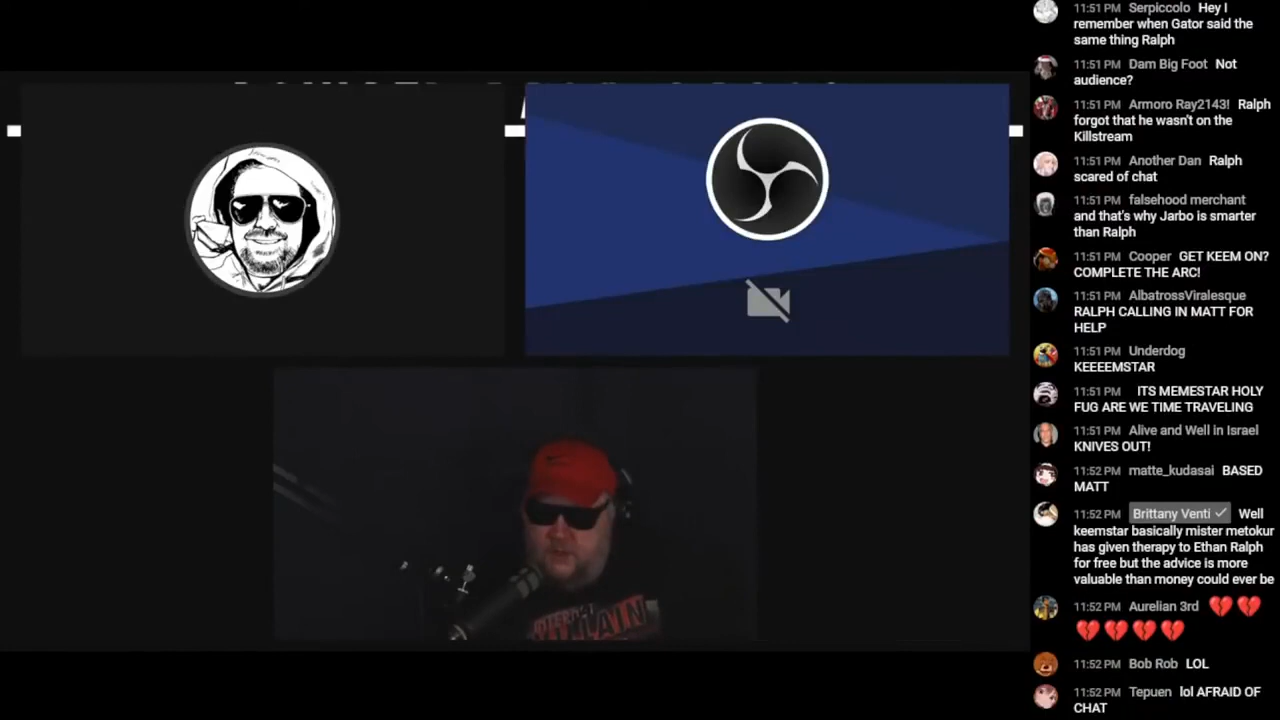 11:51 PM Serpiccolo Hey I
remember when Gator said the
same thing Ralph
11:51 PM Dam Big Foot Not
audience?
11:51 PM Armoro Ray2143! Ralph
forgot that he wasn't on the
Killstream
11:51 PM Another Dan Ralph
scared of chat
11:51 PM falsehood merchant
and that's why Jarbo is smarter
than Ralph
11:51 PM Cooper GET KEEM ON?
COMPLETE THE ARC!
11:51 PM AlbatrossViralesque
RALPH CALLING IN MATT FOR
HELP
11:51 PM Underdog
KEEEEMSTAR
11:51 PM ITS MEMESTAR HOLY
FUG ARE WE TIME TRAVELING
11:51 PM Alive and Well in Israel
KNIVES OUT!
11:52 PM matte_kudasai BASED
MATT
11:52 PM Brittany Venti Well
keemstar basically mister metokur
has given therapy to Ethan Ralph
for free but the advice is more
valuable than money could ever be
11:52 PM Aurelian 3rd 💔💔
💔💔💔💔
11:52 PM Bob Rob LOL
11:52 PM Tepuen lol AFRAID OF
CHAT